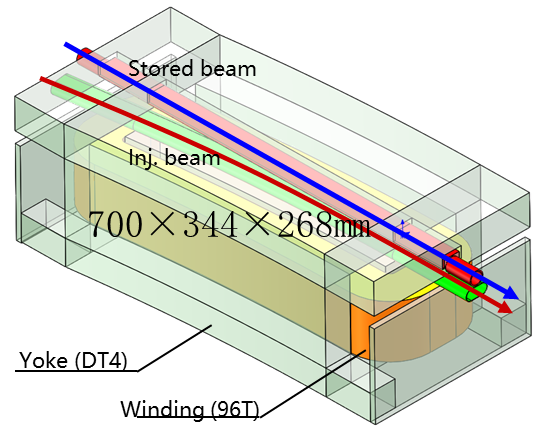 Stored beam
Inj. beam
700×344×268mm
Yoke (DT4)
Winding (96T)